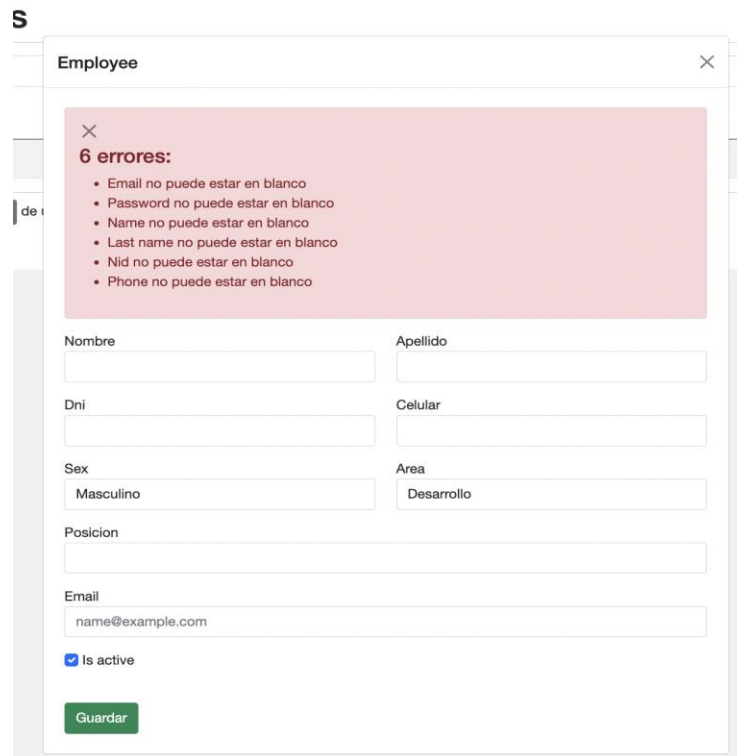 s
Employee
6 errores:
Email no puede estar en blanco
Password no puede estar en blanco
Name no puede estar en blanco
Last name no puede estar en blanco
Nid no puede estar en blanco
Phone no puede estar en blanco
de
Nombre
Apellido
Dni
Celular
Sex
Area
Masculino
Desarrollo
Posicion
Email
name@example.com
Is active
Guardar